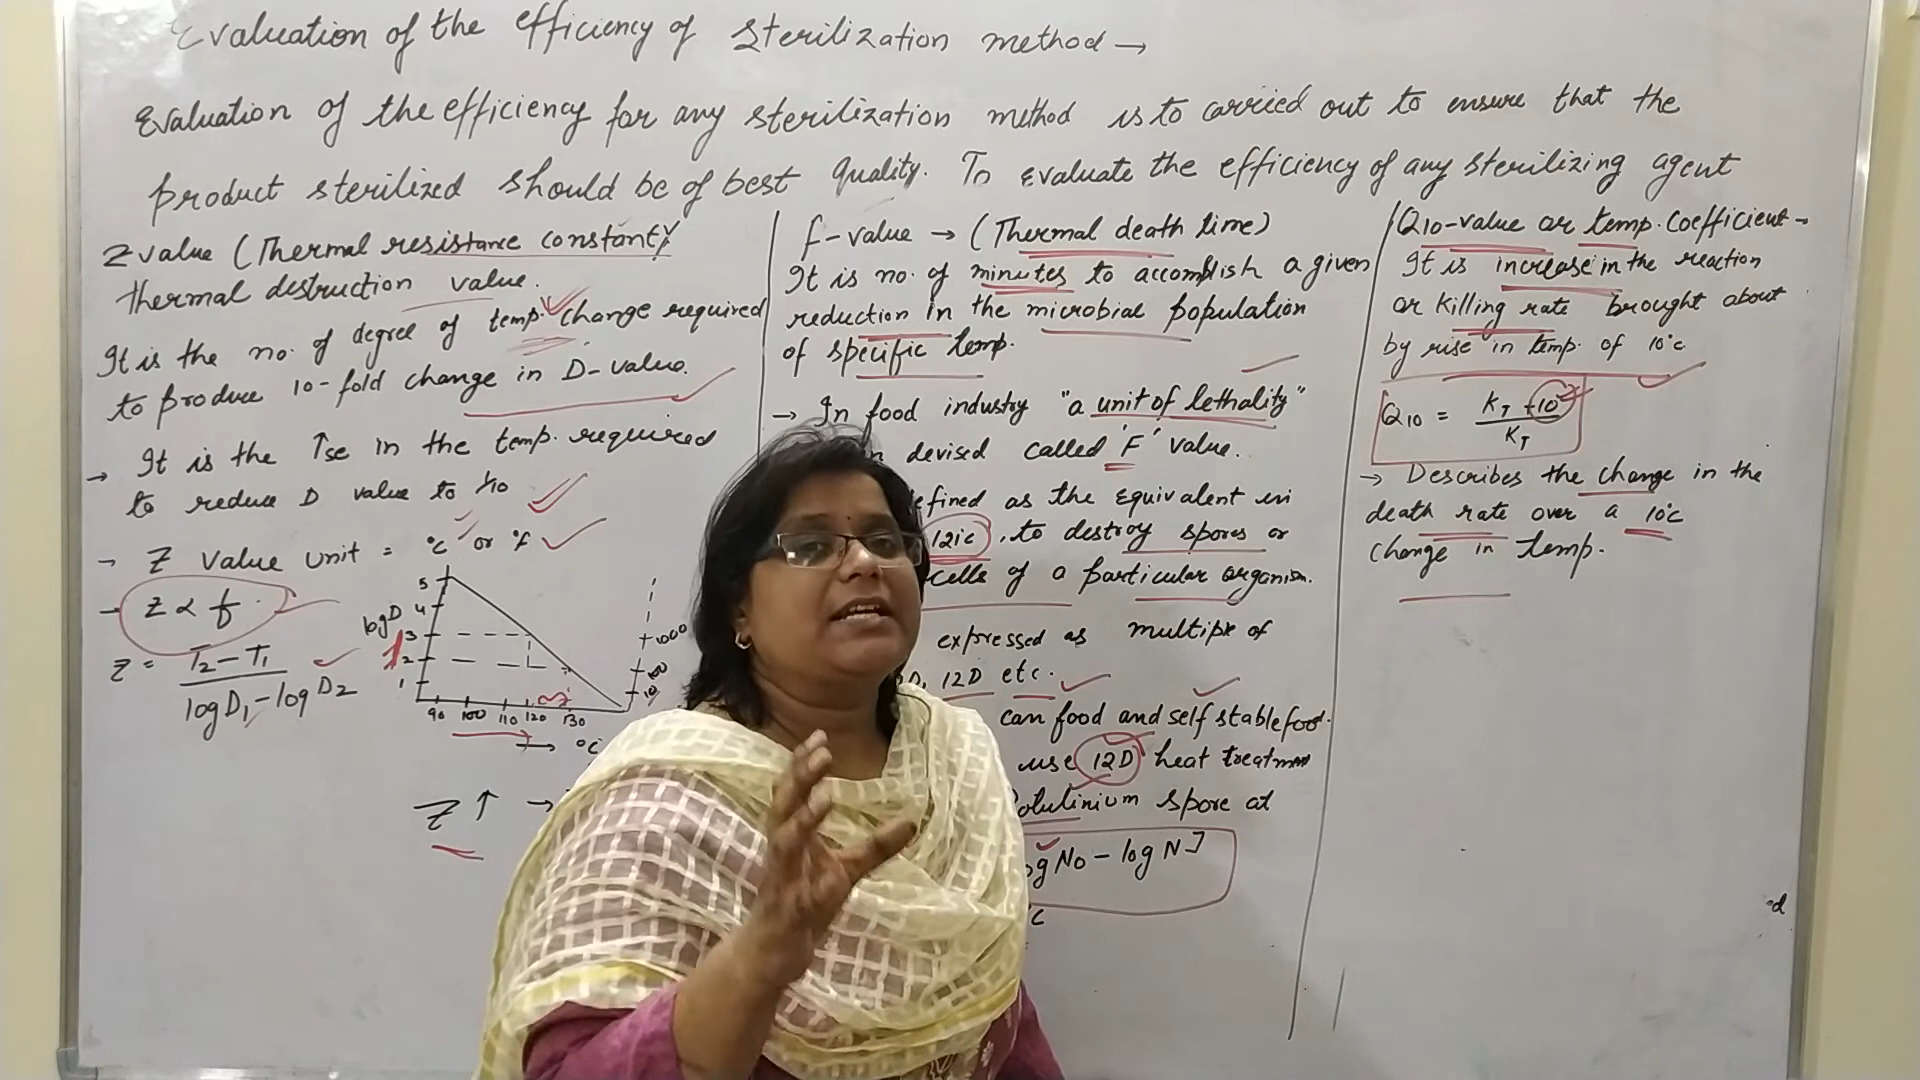 Evaluation of the efficiency of sterilization method →
Evaluation of the efficiency for any sterilization method is to carried out to ensure that the
product sterilized should be of best quality. To evaluate the efficiency of any sterilizing agent
Z value (Thermal resistance constant)
thermal destruction value.
It is the no. of degree of temp. change required
to produce 10-fold change in D-value.
→ It is the ↑se in the temp. required
to reduce D value to 1/10
→ Z value unit = °C or °F
Z α
Z = T2 - T1
log D1 - log D2
log D
5
4
3
2
1
90 100 110 120 130
→ °C
1000
100
10
Z ↑ →
f-value → (Thermal death time)
It is no. of minutes to accomplish a given
reduction in the microbial population
of specific temp.
→ In food industry "a unit of lethality"
devised called 'F' value.
efined as the equivalent in
, to destroy spores or
cells of a particular organism.
expressed as multiple of
D, 12D etc.
can food and self stable food.
use 12D heat treatment
otulinium spore at
og No - log N]
°C
Q10-value or temp. coefficient →
It is increase in the reaction
or killing rate brought about
by rise in temp. of 10°C
Q10 = KT+10
KT
→ Describes the change in the
death rate over a 10°C
change in temp.
d